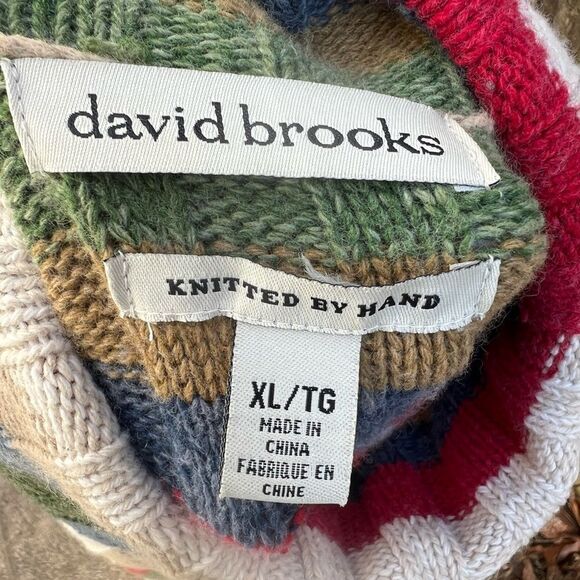 david brooks
KNITTED BY HAND
XL/TG
MADE IN
CHINA
FABRIQUE EN
CHINE